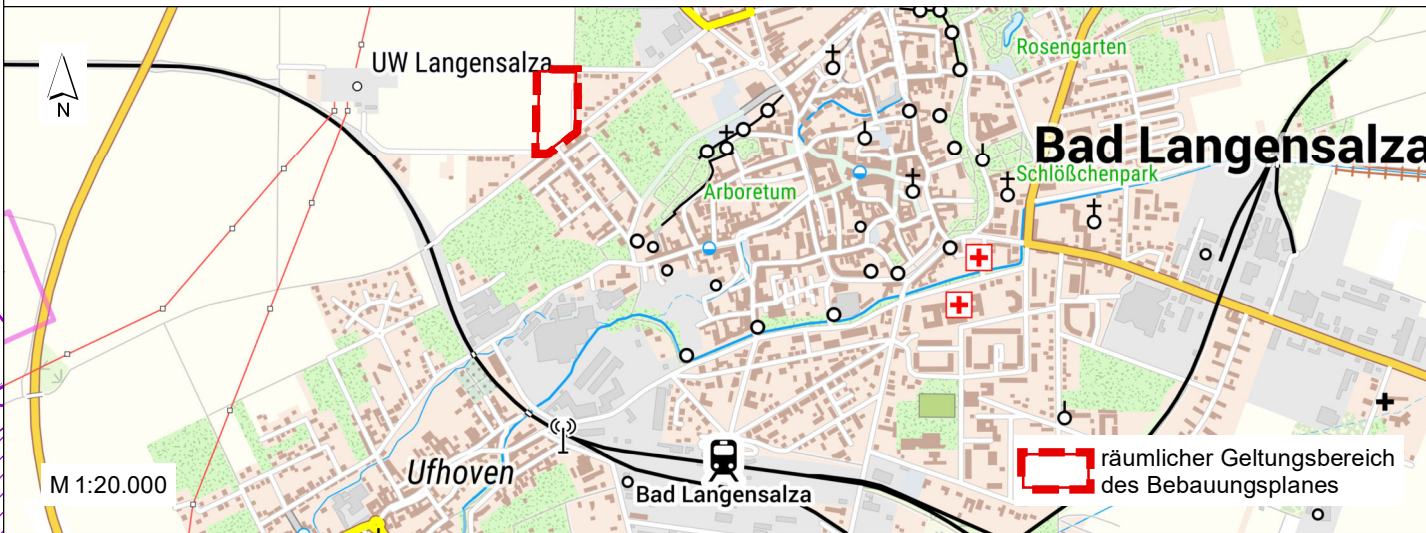 UW Langensalza
N
Rosengarten
Bad Langensalza
Schlößchenpark
Arboretum
Ufhoven
M 1:20.000
Bad Langensalza
räumlicher Geltungsbereich
des Bebauungsplanes